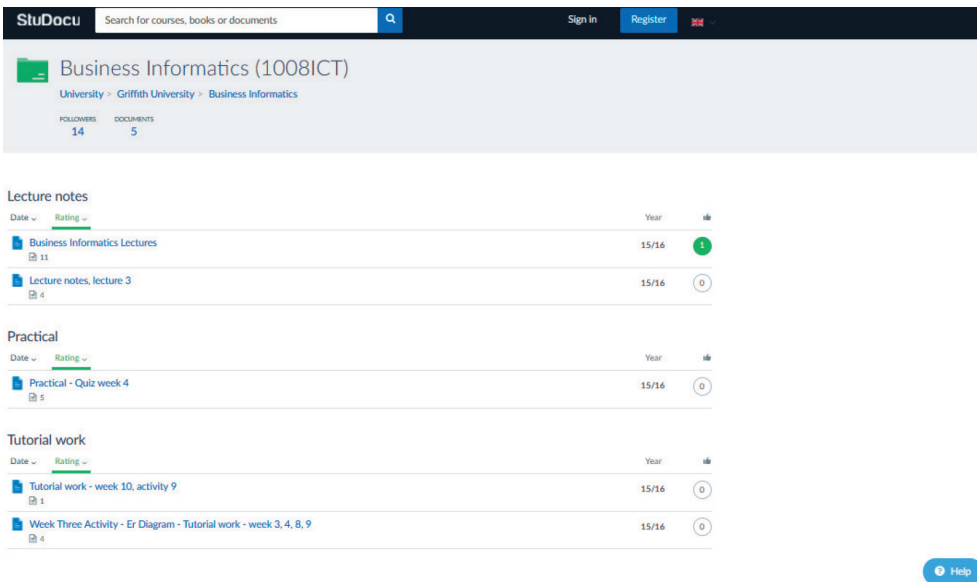 StuDocu Search for courses, books or documents Sign in Register
Business Informatics (1008ICT)
University > Griffith University > Business Informatics
FOLLOWERS DOCUMENTS
14 5
Lecture notes
Date Rating Year
Business Informatics Lectures 15/16 1
11
Lecture notes, lecture 3 15/16 0
4
Practical
Date Rating Year
Practical - Quiz week 4 15/16 0
5
Tutorial work
Date Rating Year
Tutorial work - week 10, activity 9 15/16 0
1
Week Three Activity - Er Diagram - Tutorial work - week 3, 4, 8, 9 15/16 0
4
Help